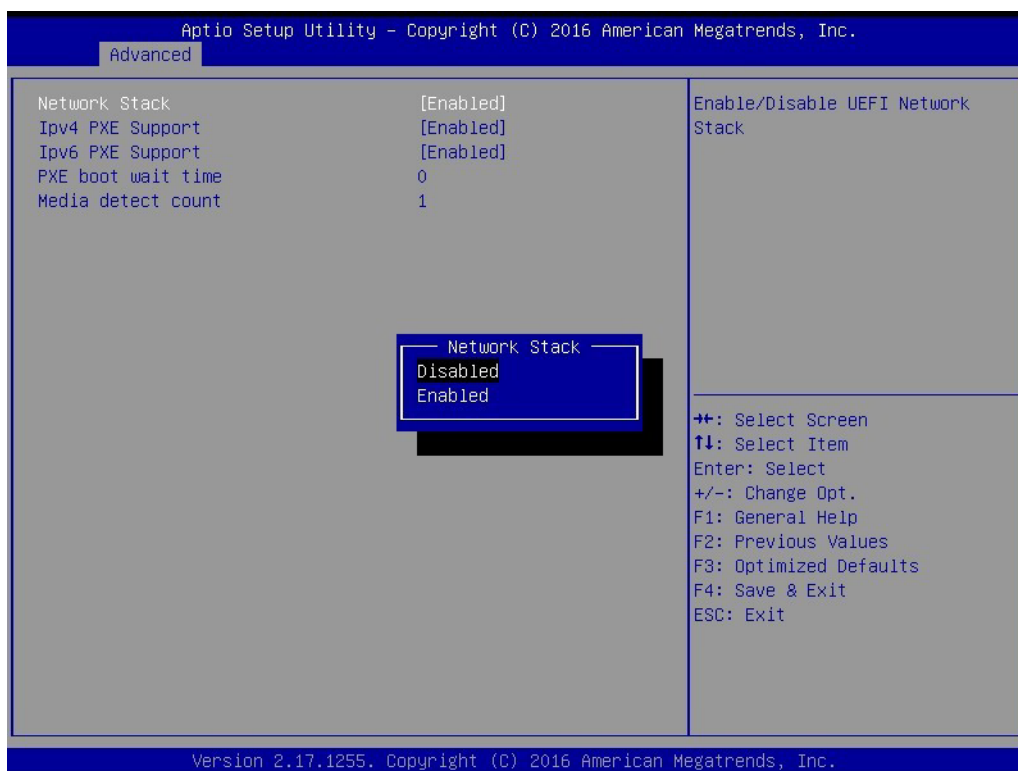 Aptio Setup Utility – Copyright (C) 2016 American Megatrends, Inc.
Advanced
Network Stack [Enabled]
Ipv4 PXE Support [Enabled]
Ipv6 PXE Support [Enabled]
PXE boot wait time 0
Media detect count 1
Enable/Disable UEFI Network
Stack
Network Stack
Disabled
Enabled
→←: Select Screen
↑↓: Select Item
Enter: Select
+/-: Change Opt.
F1: General Help
F2: Previous Values
F3: Optimized Defaults
F4: Save & Exit
ESC: Exit
Version 2.17.1255. Copyright (C) 2016 American Megatrends, Inc.